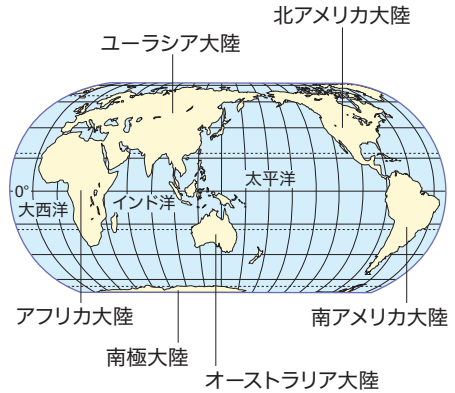 北アメリカ大陸
ユーラシア大陸
太平洋
0°
インド洋
大西洋
アフリカ大陸
南アメリカ大陸
南極大陸
オーストラリア大陸